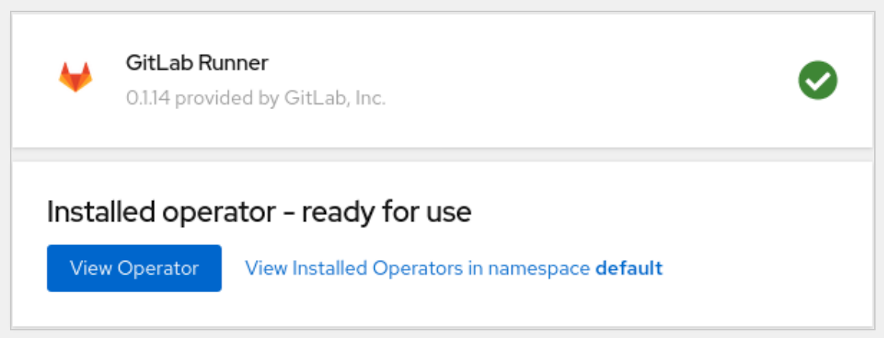 GitLab Runner
0.1.14 provided by GitLab, Inc.
Installed operator - ready for use
View Operator View Installed Operators in namespace default